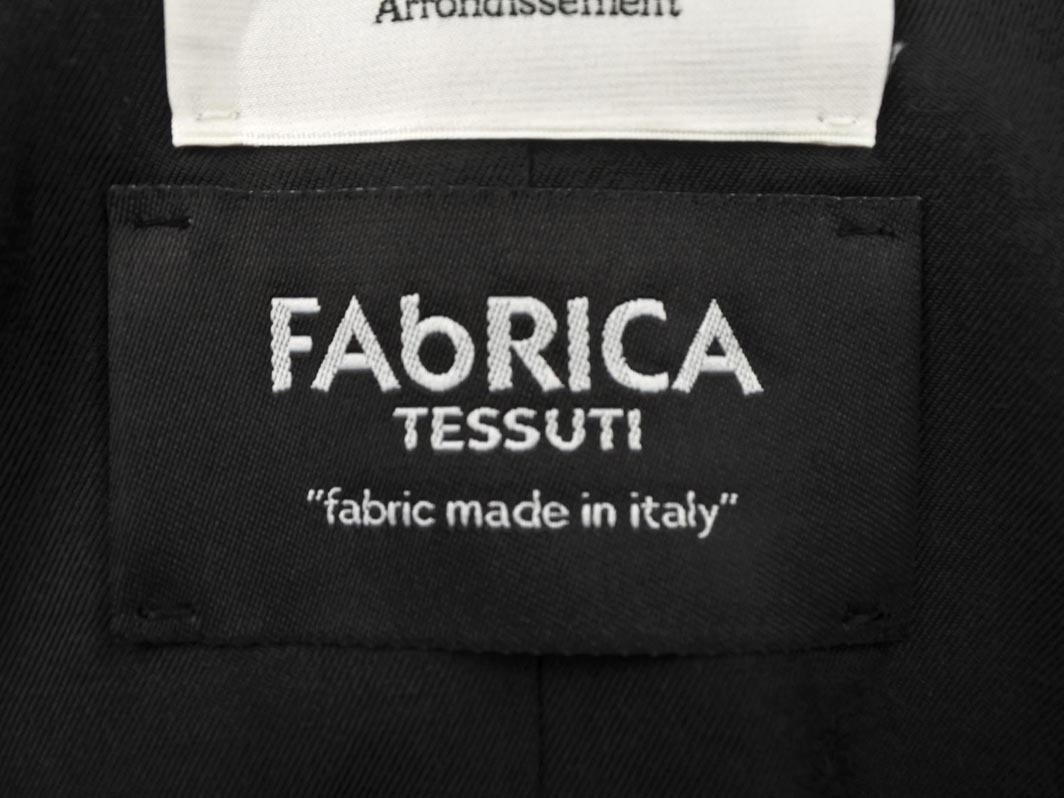 Arrondissement
FAbRICA
TESSUTI
"fabric made in italy"